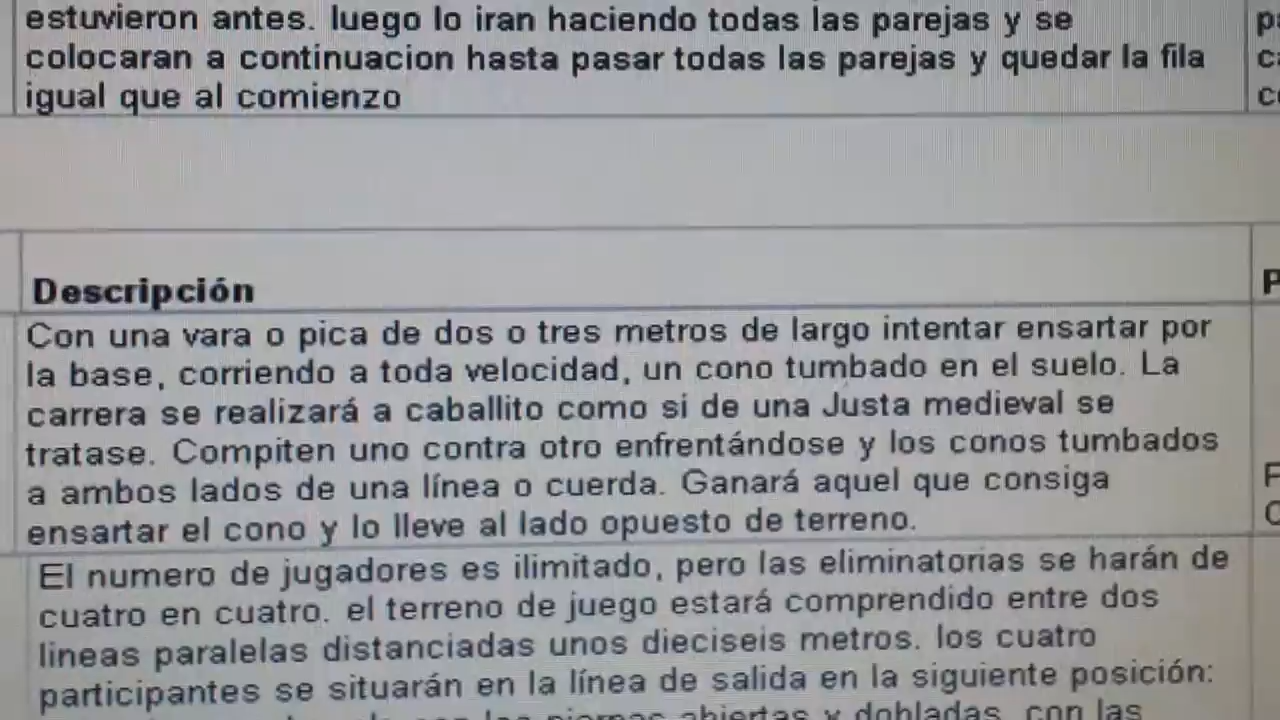 estuvieron antes. luego lo iran haciendo todas las parejas y se
colocaran a continuacion hasta pasar todas las parejas y quedar la fila
igual que al comienzo
Descripción
Con una vara o pica de dos o tres metros de largo intentar ensartar por
la base, corriendo a toda velocidad, un cono tumbado en el suelo. La
carrera se realizará a caballito como si de una Justa medieval se
tratase. Compiten uno contra otro enfrentándose y los conos tumbados
a ambos lados de una línea o cuerda. Ganará aquel que consiga
ensartar el cono y lo lleve al lado opuesto de terreno.
El numero de jugadores es ilimitado, pero las eliminatorias se harán de
cuatro en cuatro. el terreno de juego estará comprendido entre dos
lineas paralelas distanciadas unos dieciseis metros. los cuatro
participantes se situarán en la línea de salida en la siguiente posición:
las piernas abiertas y dobladas, con las